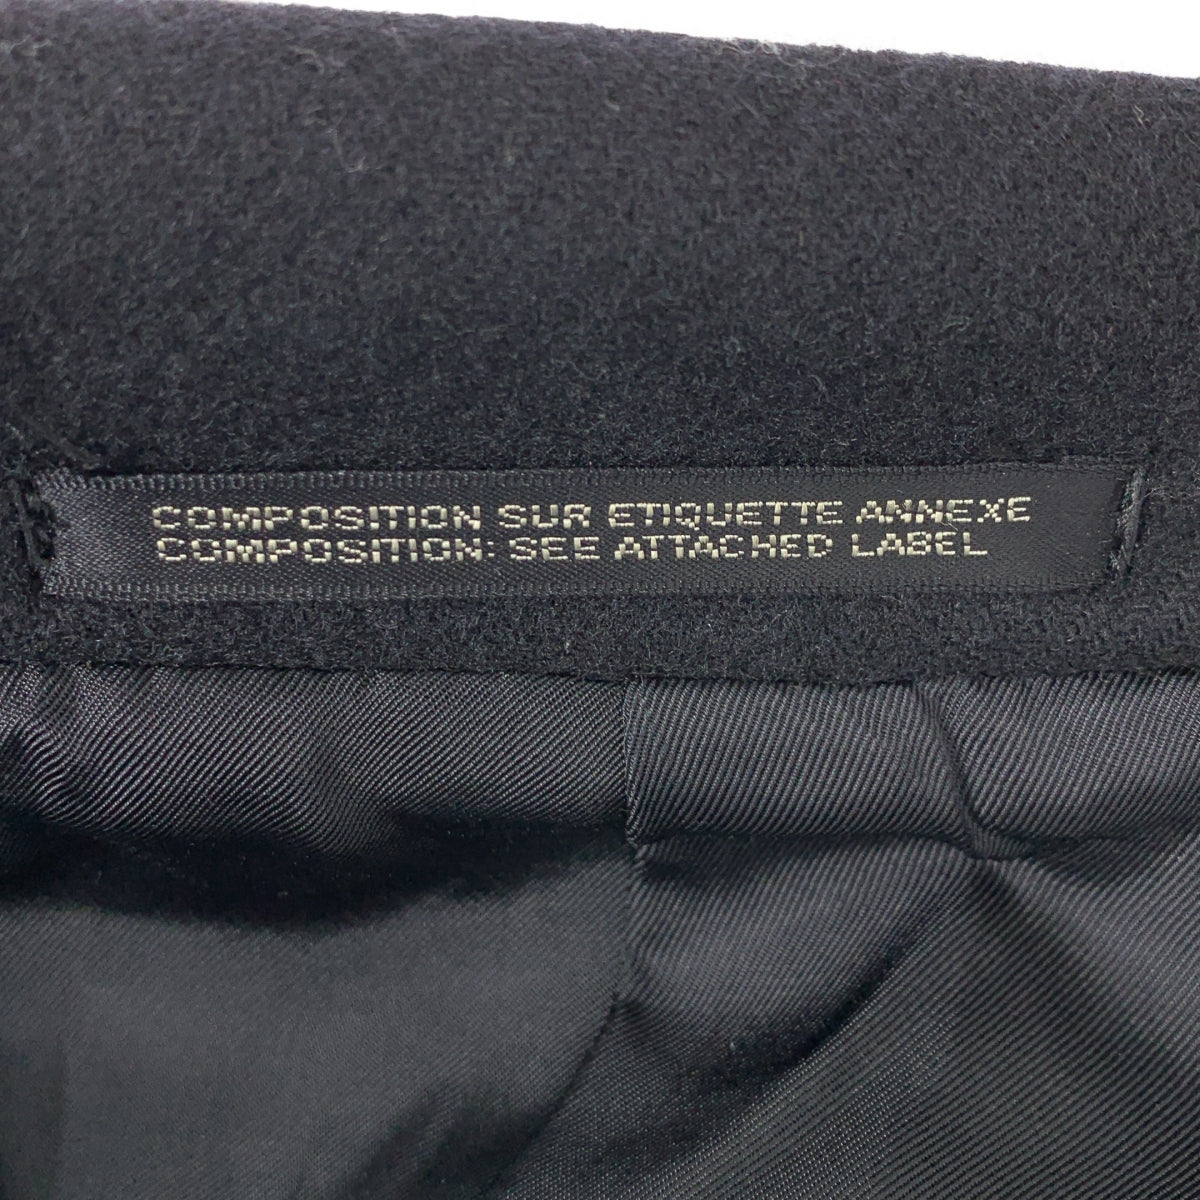 COMPOSITION SUR ETIQUETTE ANNEXE
COMPOSITION: SEE ATTACHED LABEL